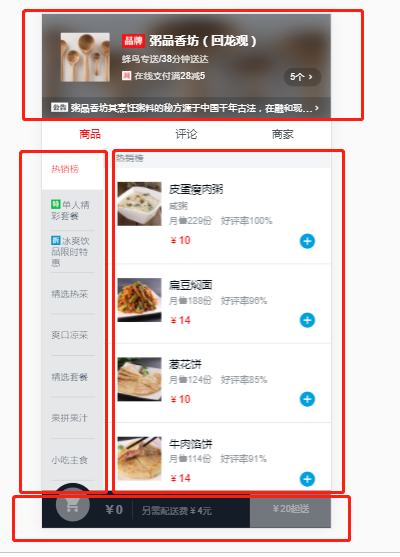 品牌 粥品香坊（回龙观）
蜂鸟专送/38分钟送达
减 在线支付满28减5
5个 >
公告 粥品香坊其烹饪粥料的秘方源于中国千年古法，在融和现... >
商品 评论 商家
热销榜
特 单人精
彩套餐
折 冰爽饮
品限时特
惠
精选热菜
爽口凉菜
精选套餐
果拼果汁
小吃主食
热销榜
皮蛋瘦肉粥
咸粥
月售229份 好评率100%
￥10
扁豆焖面
月售188份 好评率96%
￥14
葱花饼
月售124份 好评率85%
￥10
牛肉馅饼
月售114份 好评率91%
￥14
￥0 另需配送费￥4元 ￥20起送